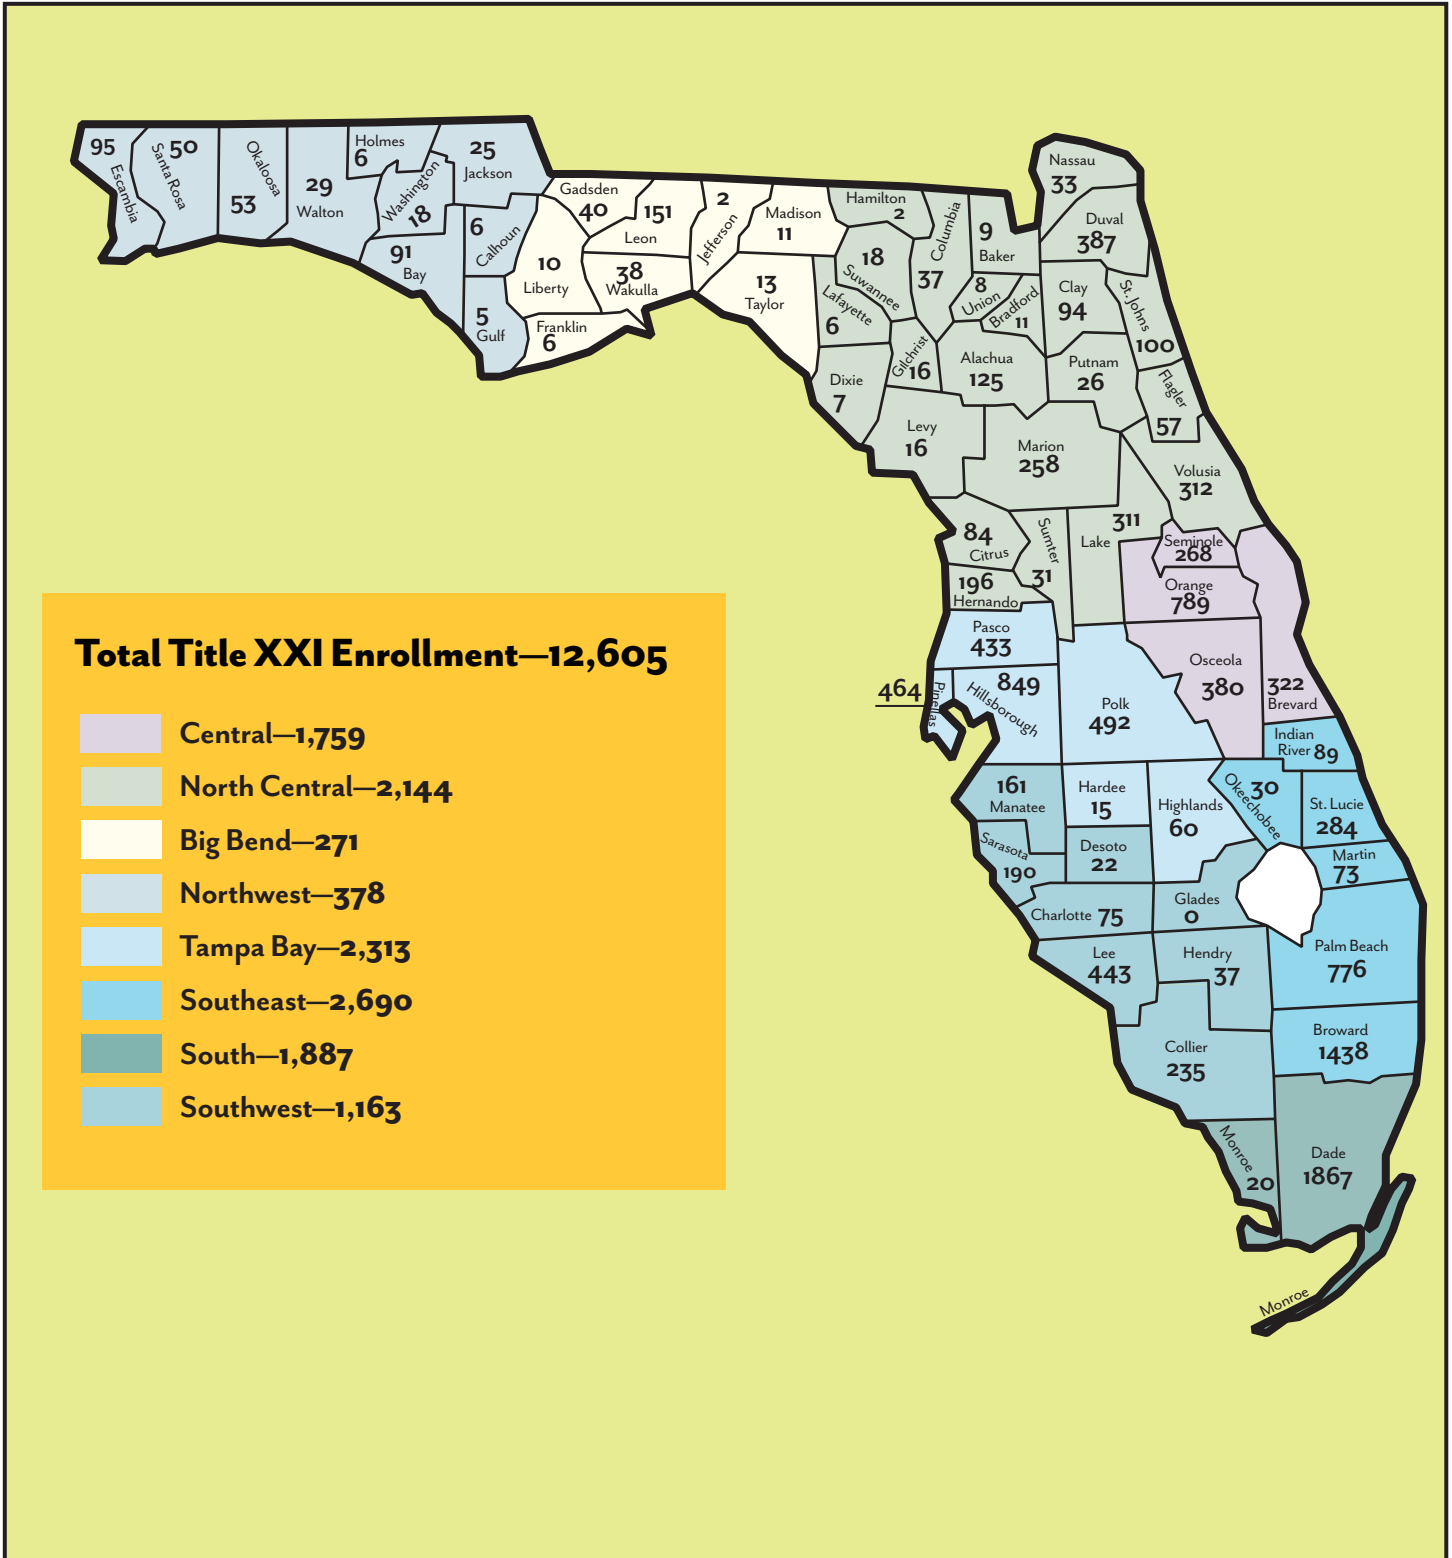 95
Escambia
50
Santa Rosa
Okaloosa
53
29
Walton
Holmes
6
Washington
18
25
Jackson
91
Bay
6
Calhoun
5
Gulf
Gadsden
40
151
Leon
10
Liberty
38
Wakulla
Franklin
6
2
Jefferson
Madison
11
13
Taylor
Hamilton
2
18
Suwannee
Columbia
37
9
Baker
Nassau
33
Duval
387
Lafayette
6
8
Union
Bradford
11
Clay
94
St. Johns
100
Gilchrist
16
Alachua
125
Putnam
26
Flagler
57
Dixie
7
Levy
16
Marion
258
Volusia
312
84
Citrus
Sumter
31
311
Lake
Seminole
268
Orange
789
196
Hernando
Pasco
433
Osceola
380
322
Brevard
464
Pinellas
849
Hillsborough
Polk
492
Indian
River 89
161
Manatee
Hardee
15
Highlands
60
30
Okeechobee
St. Lucie
284
Sarasota
190
Desoto
22
Martin
73
Charlotte 75
Glades
0
Lee
443
Hendry
37
Palm Beach
776
Collier
235
Broward
1438
Monroe
20
Dade
1867
Monroe
Total Title XXI Enrollment—12,605
Central—1,759
North Central—2,144
Big Bend—271
Northwest—378
Tampa Bay—2,313
Southeast—2,690
South—1,887
Southwest—1,163